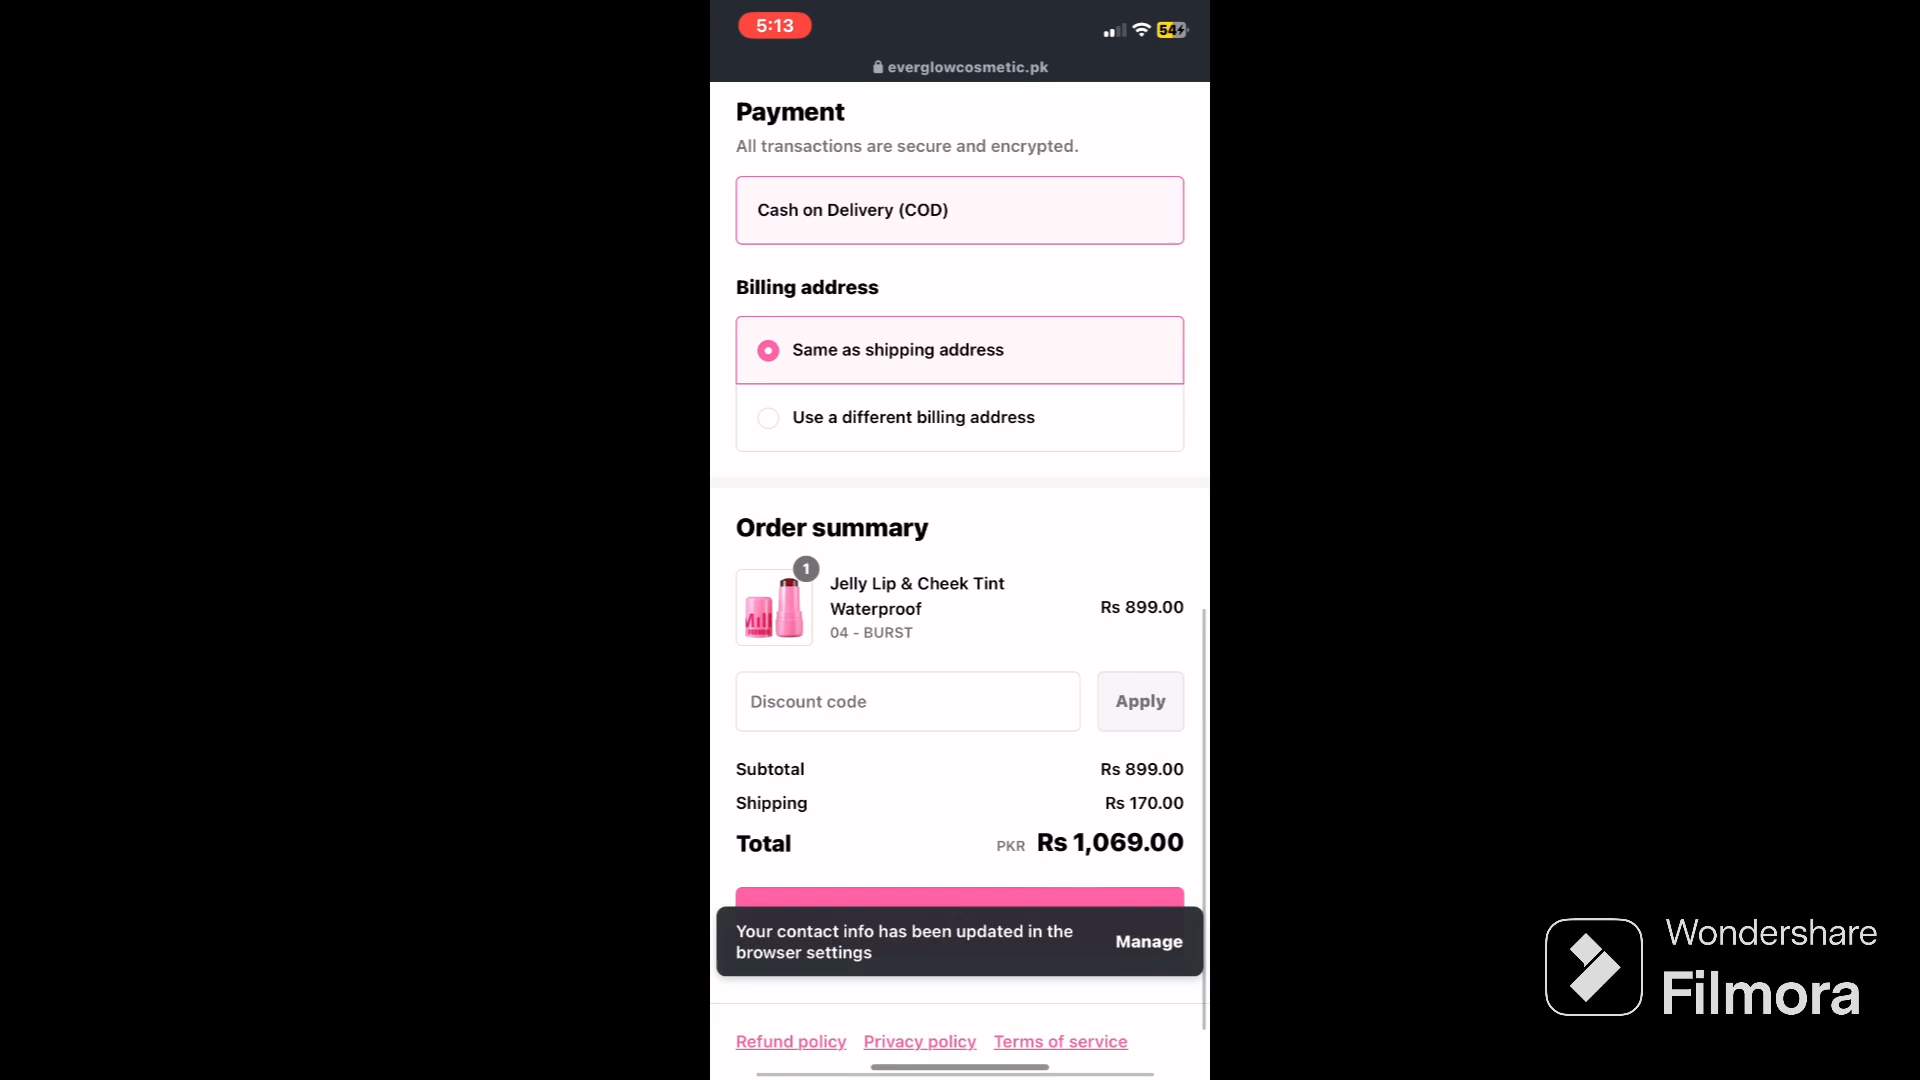 5:13
54
everglowcosmetic.pk
Payment
All transactions are secure and encrypted.
Cash on Delivery (COD)
Billing address
Same as shipping address
Use a different billing address
Order summary
1
Jelly Lip & Cheek Tint
Waterproof
Rs 899.00
04 - BURST
Mill
Discount code
Apply
Subtotal Rs 899.00
Shipping Rs 170.00
Total PKR Rs 1,069.00
Your contact info has been updated in the
browser settings
Manage
Refund policy Privacy policy Terms of service
Wondershare
Filmora